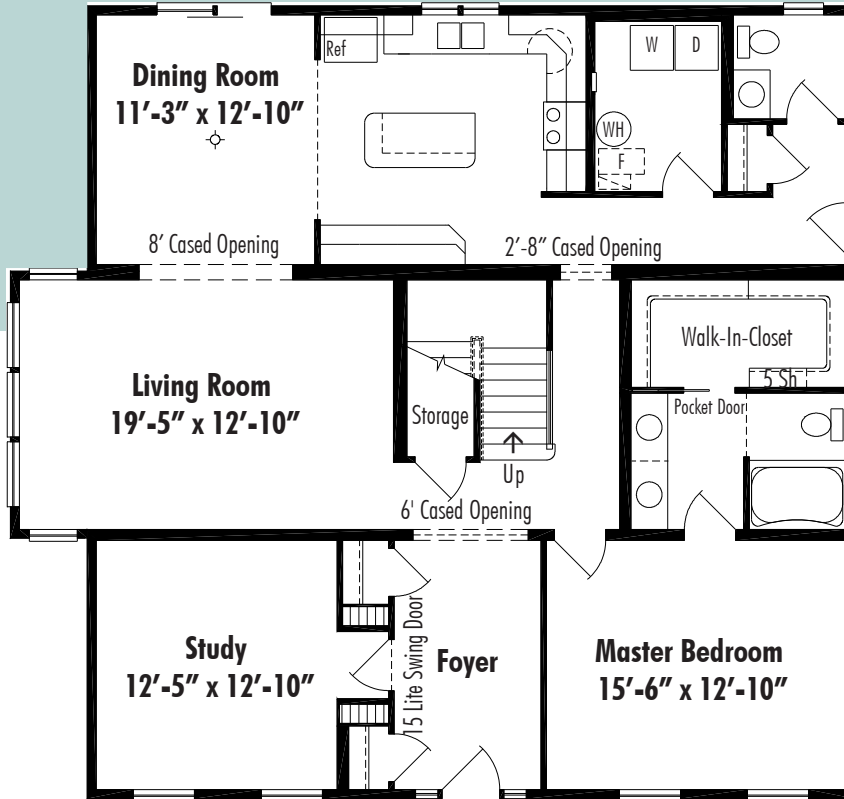 Ref
W
D
Dining Room
11’-3” x 12’-10”
WH
F
8’ Cased Opening
2’-8” Cased Opening
Walk-In-Closet
5 Sh
Living Room
19’-5” x 12’-10”
Storage
Pocket Door
Up
6' Cased Opening
15 Lite Swing Door
Study
12’-5” x 12’-10”
Foyer
Master Bedroom
15’-6” x 12’-10”